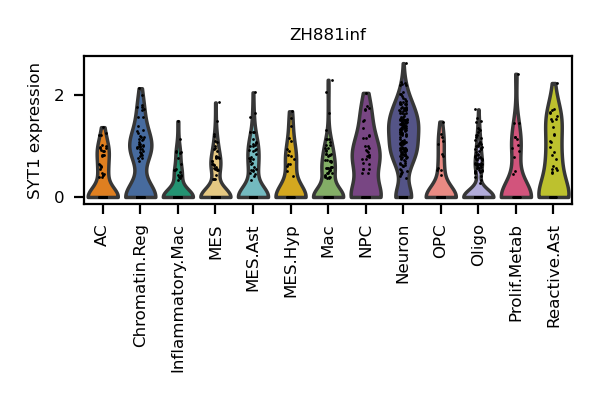 ZH881inf
SYT1 expression
2
0
AC
Chromatin.Reg
Inflammatory.Mac
MES
MES.Ast
MES.Hyp
Mac
NPC
Neuron
OPC
Oligo
Prolif.Metab
Reactive.Ast